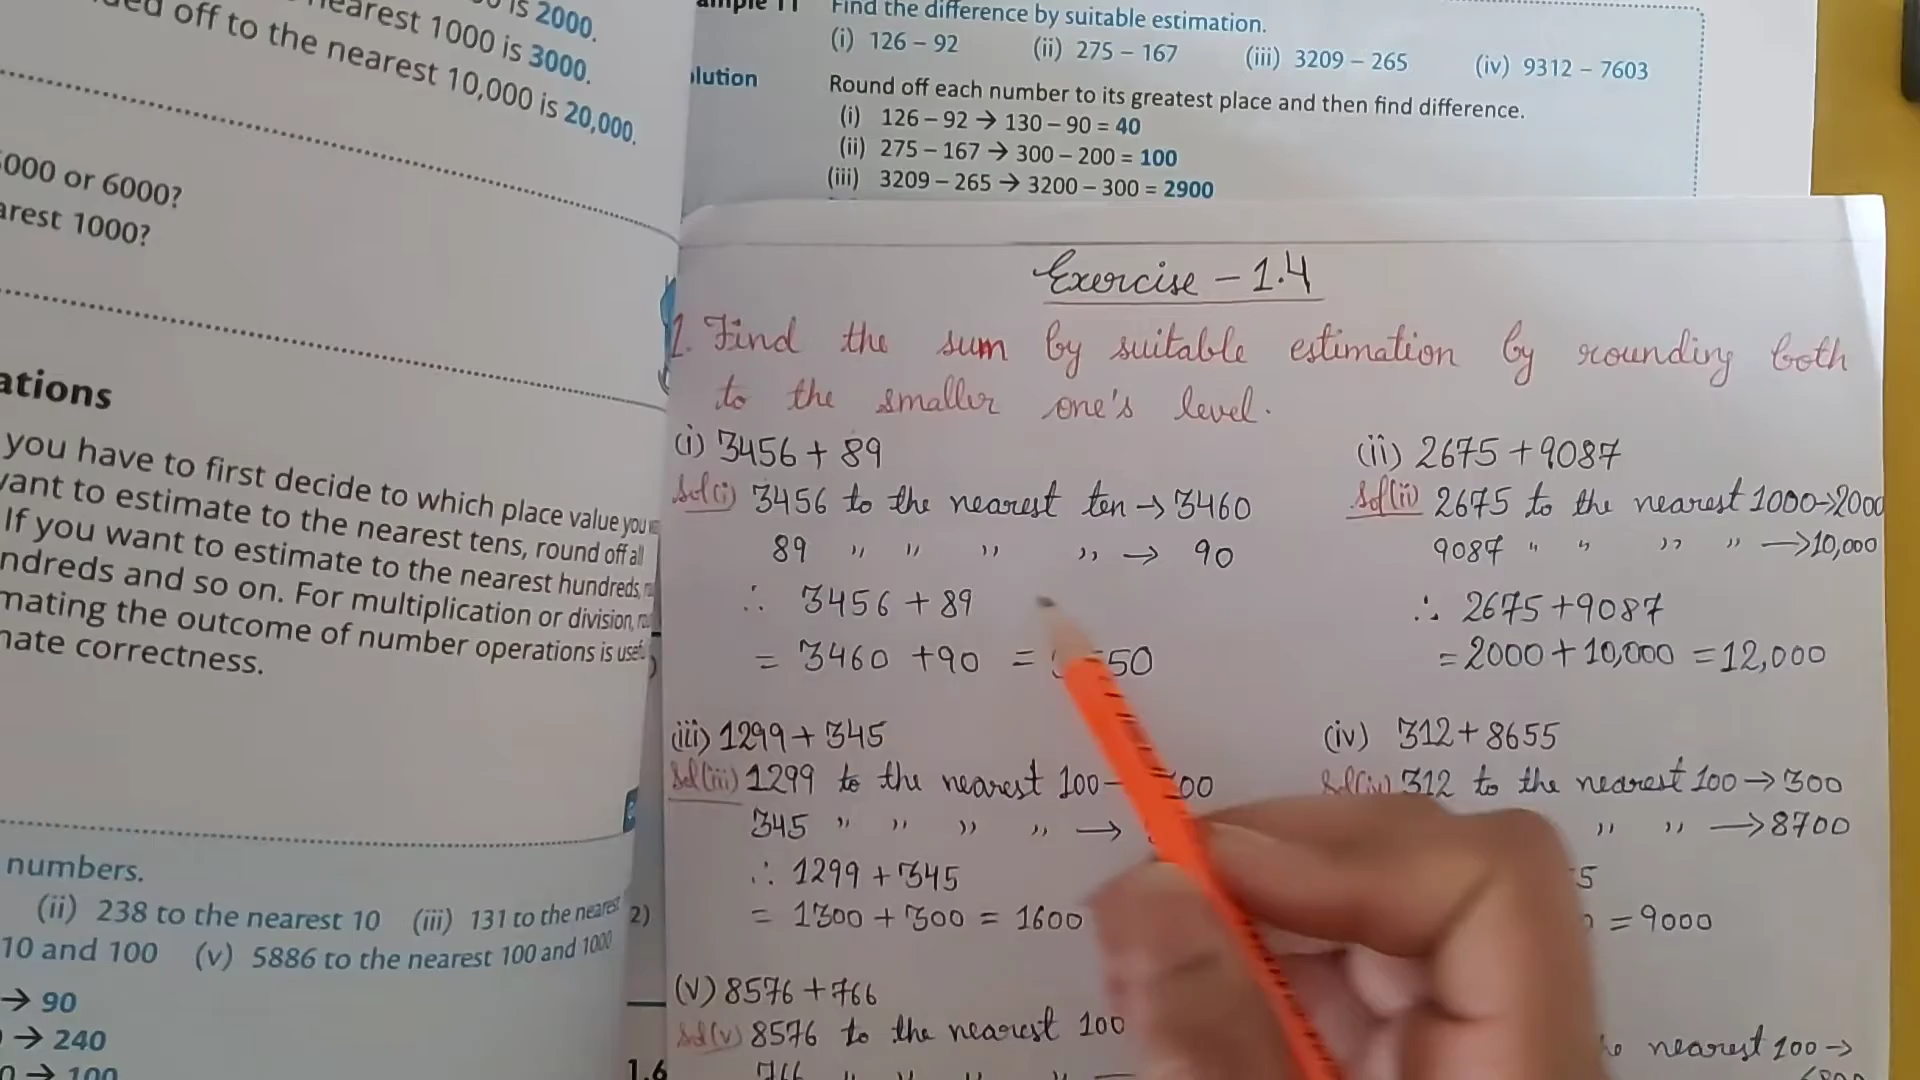 is 2000.
nearest 1000 is 3000.
off to the nearest 10,000 is 20,000.
000 or 6000?
arest 1000?
ations
you have to first decide to which place value you
want to estimate to the nearest tens, round off all
If you want to estimate to the nearest hundreds,
ndreds and so on. For multiplication or division,
mating the outcome of number operations is
nate correctness.
numbers.
(ii) 238 to the nearest 10 (iii) 131 to the nearest
10 and 100 (v) 5886 to the nearest 100 and 1000
→ 90
→ 240
→ 100
ample 11 Find the difference by suitable estimation.
(i) 126 – 92 (ii) 275 – 167 (iii) 3209 – 265 (iv) 9312 – 7603
lution Round off each number to its greatest place and then find difference.
(i) 126 – 92 → 130 – 90 = 40
(ii) 275 – 167 → 300 – 200 = 100
(iii) 3209 – 265 → 3200 – 300 = 2900
Exercise – 1.4
1. Find the sum by suitable estimation by rounding both
to the smaller one's level.
(i) 3456 + 89
Sol(i) 3456 to the nearest ten → 3460
89 " " " " → 90
∴ 3456 + 89
= 3460 + 90 = 50
(ii) 2675 + 9087
Sol(ii) 2675 to the nearest 1000 → 2000
9087 " " " " → 10,000
∴ 2675 + 9087
= 2000 + 10,000 = 12,000
(iii) 1299 + 345
Sol(iii) 1299 to the nearest 100 – 00
345 " " " " →
∴ 1299 + 345
= 1300 + 300 = 1600
(iv) 312 + 8655
Sol(iv) 312 to the nearest 100 → 300
" " → 8700
5
= 9000
(v) 8576 + 766
Sol(v) 8576 to the nearest 100
766 " " " "
nearest 100 →
1.6
2)